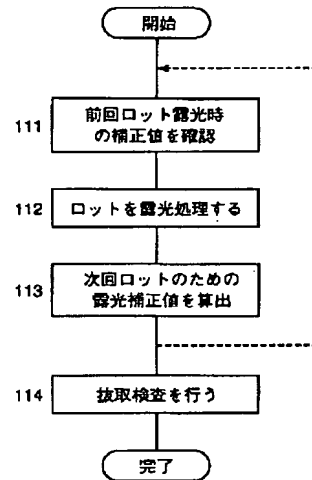 開始
111
前回ロット露光時
の補正値を確認
112
ロットを露光処理する
113
次回ロットのための
露光補正値を算出
114
抜取検査を行う
完了